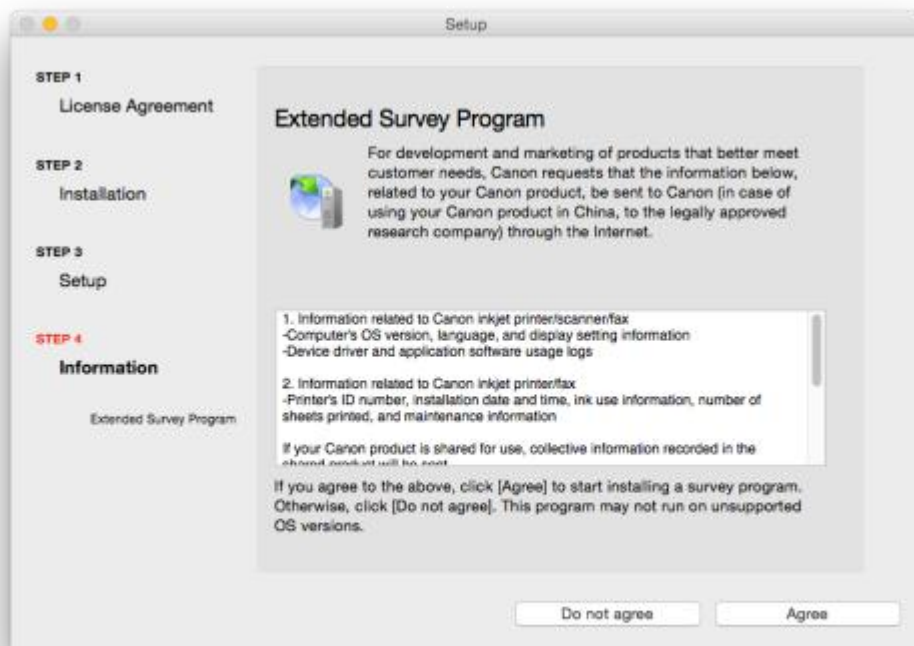 Setup
STEP 1
License Agreement
STEP 2
Installation
STEP 3
Setup
STEP 4
Information
Extended Survey Program
Extended Survey Program
For development and marketing of products that better meet
customer needs, Canon requests that the information below,
related to your Canon product, be sent to Canon (in case of
using your Canon product in China, to the legally approved
research company) through the Internet.
1. Information related to Canon inkjet printer/scanner/fax
-Computer's OS version, language, and display setting information
-Device driver and application software usage logs
2. Information related to Canon inkjet printer/fax
-Printer's ID number, installation date and time, ink use information, number of
sheets printed, and maintenance information
If your Canon product is shared for use, collective information recorded in the
shared product will be sent
If you agree to the above, click [Agree] to start installing a survey program.
Otherwise, click [Do not agree]. This program may not run on unsupported
OS versions.
Do not agree
Agree